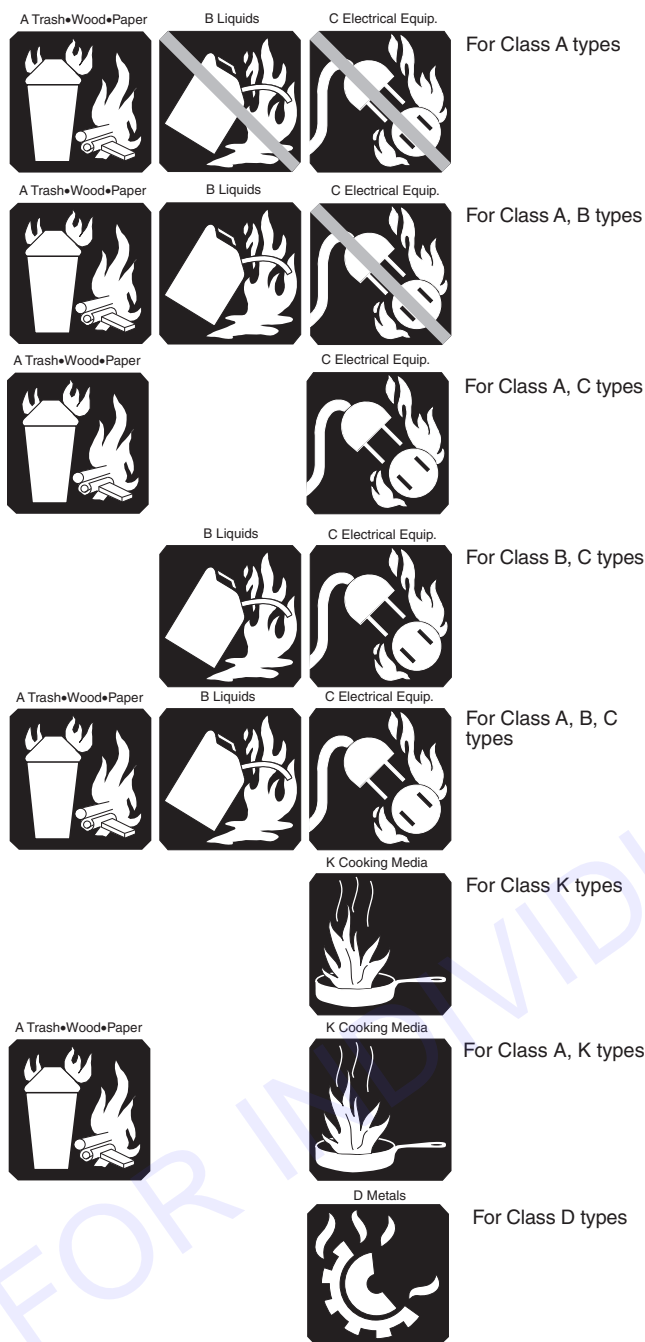 A Trash•Wood•Paper B Liquids C Electrical Equip.
For Class A types
A Trash•Wood•Paper B Liquids C Electrical Equip.
For Class A, B types
A Trash•Wood•Paper C Electrical Equip.
For Class A, C types
B Liquids C Electrical Equip.
For Class B, C types
A Trash•Wood•Paper B Liquids C Electrical Equip.
For Class A, B, C
types
K Cooking Media
For Class K types
A Trash•Wood•Paper K Cooking Media
For Class A, K types
D Metals
For Class D types
FOR